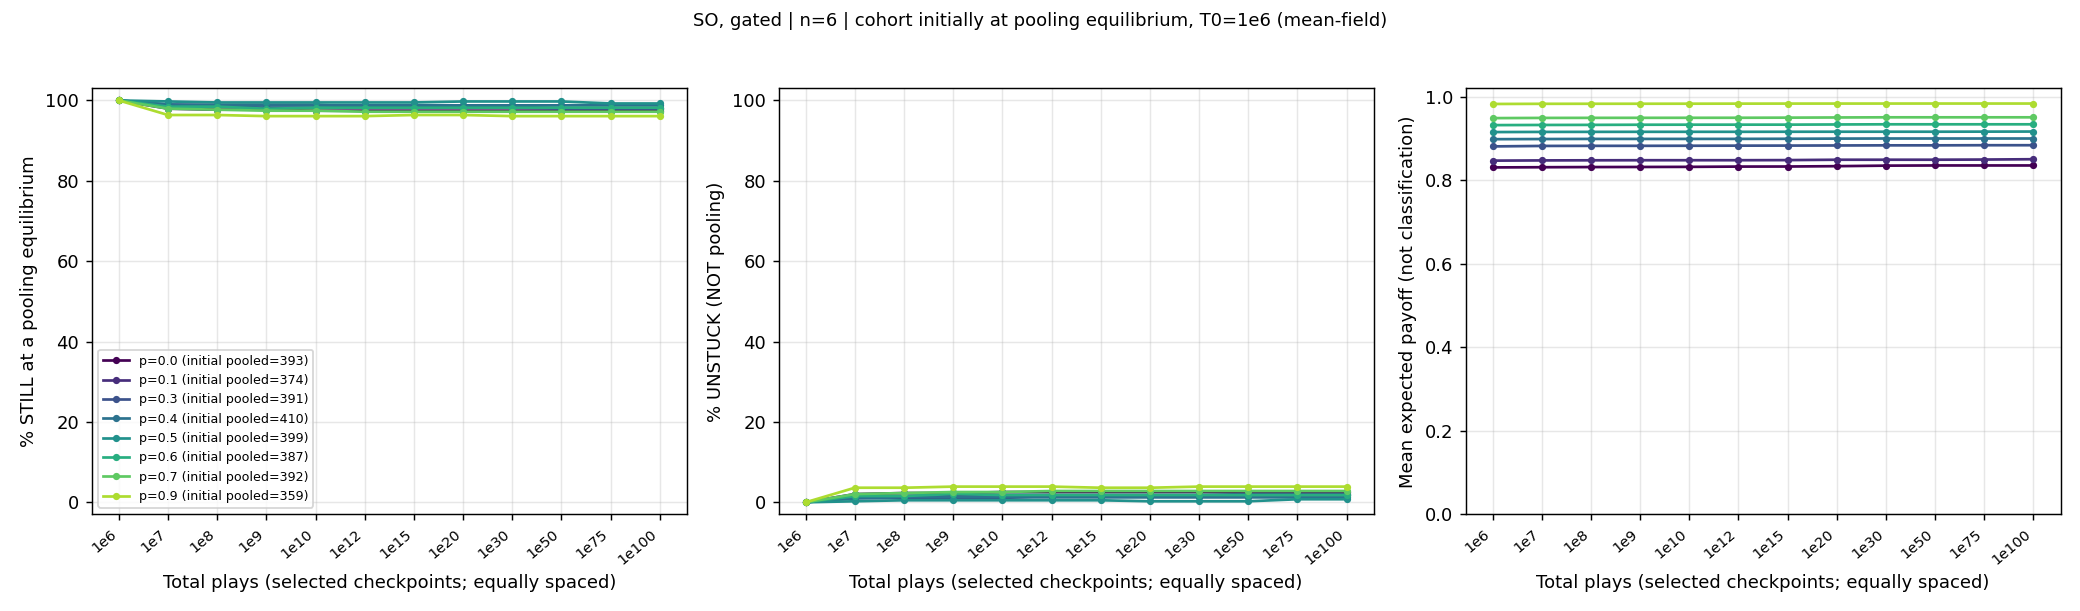 SO, gated | n=6 | cohort initially at pooling equilibrium, T0=1e6 (mean-field)
% STILL at a pooling equilibrium
100
80
60
40
20
0
p=0.0 (initial pooled=393)
p=0.1 (initial pooled=374)
p=0.3 (initial pooled=391)
p=0.4 (initial pooled=410)
p=0.5 (initial pooled=399)
p=0.6 (initial pooled=387)
p=0.7 (initial pooled=392)
p=0.9 (initial pooled=359)
1e6 1e7 1e8 1e9 1e10 1e12 1e15 1e20 1e30 1e50 1e75 1e100
Total plays (selected checkpoints; equally spaced)
% UNSTUCK (NOT pooling)
100
80
60
40
20
0
1e6 1e7 1e8 1e9 1e10 1e12 1e15 1e20 1e30 1e50 1e75 1e100
Total plays (selected checkpoints; equally spaced)
Mean expected payoff (not classification)
1.0
0.8
0.6
0.4
0.2
0.0
1e6 1e7 1e8 1e9 1e10 1e12 1e15 1e20 1e30 1e50 1e75 1e100
Total plays (selected checkpoints; equally spaced)